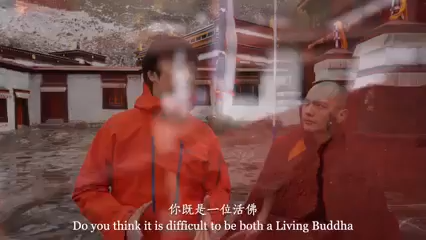 你既是一位活佛
Do you think it is difficult to be both a Living Buddha